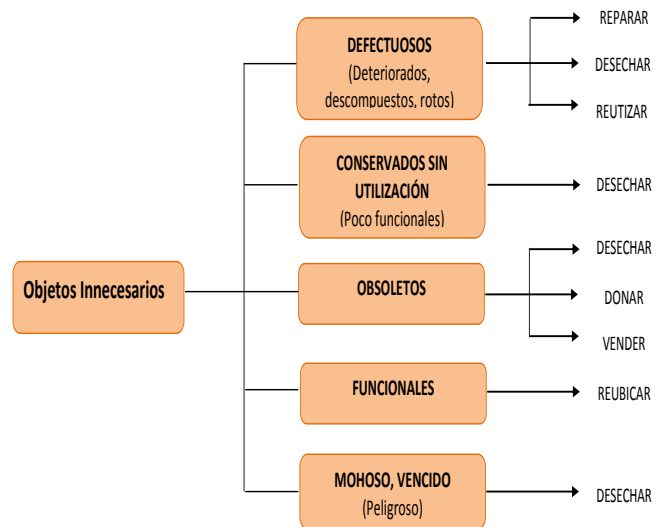 Objetos Innecesarios
DEFECTUOSOS
(Deteriorados,
descompuestos, rotos)
REPARAR
DESECHAR
REUTIZAR
CONSERVADOS SIN
UTILIZACIÓN
(Poco funcionales)
DESECHAR
OBSOLETOS
DESECHAR
DONAR
VENDER
FUNCIONALES
REUBICAR
MOHOSO, VENCIDO
(Peligroso)
DESECHAR